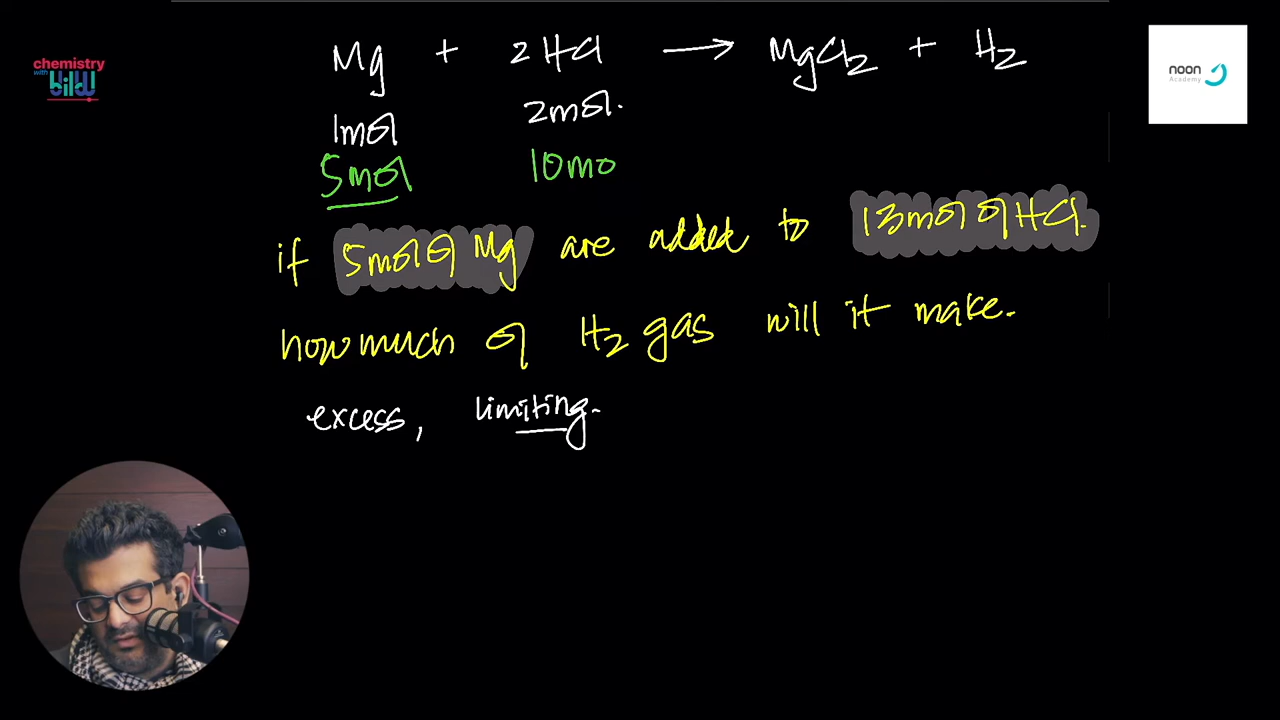 chemistry
with
bilal
noon
Academy
Mg + 2HCl → MgCl2 + H2
1mol 2mol.
5mol 10mo
if 5mol of Mg are added to 13mol of HCl.
how much of H2 gas will it make.
excess, limiting.